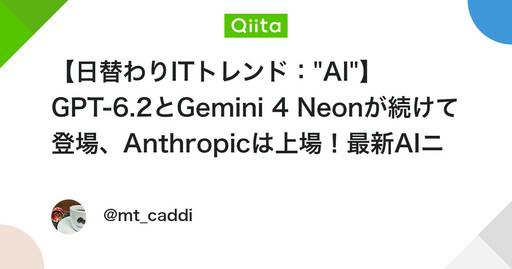 Qiita
【日替わりITトレンド："AI"】
GPT-6.2とGemini 4 Neonが続けて
登場、Anthropicは上場！最新AIニ
@mt_caddi